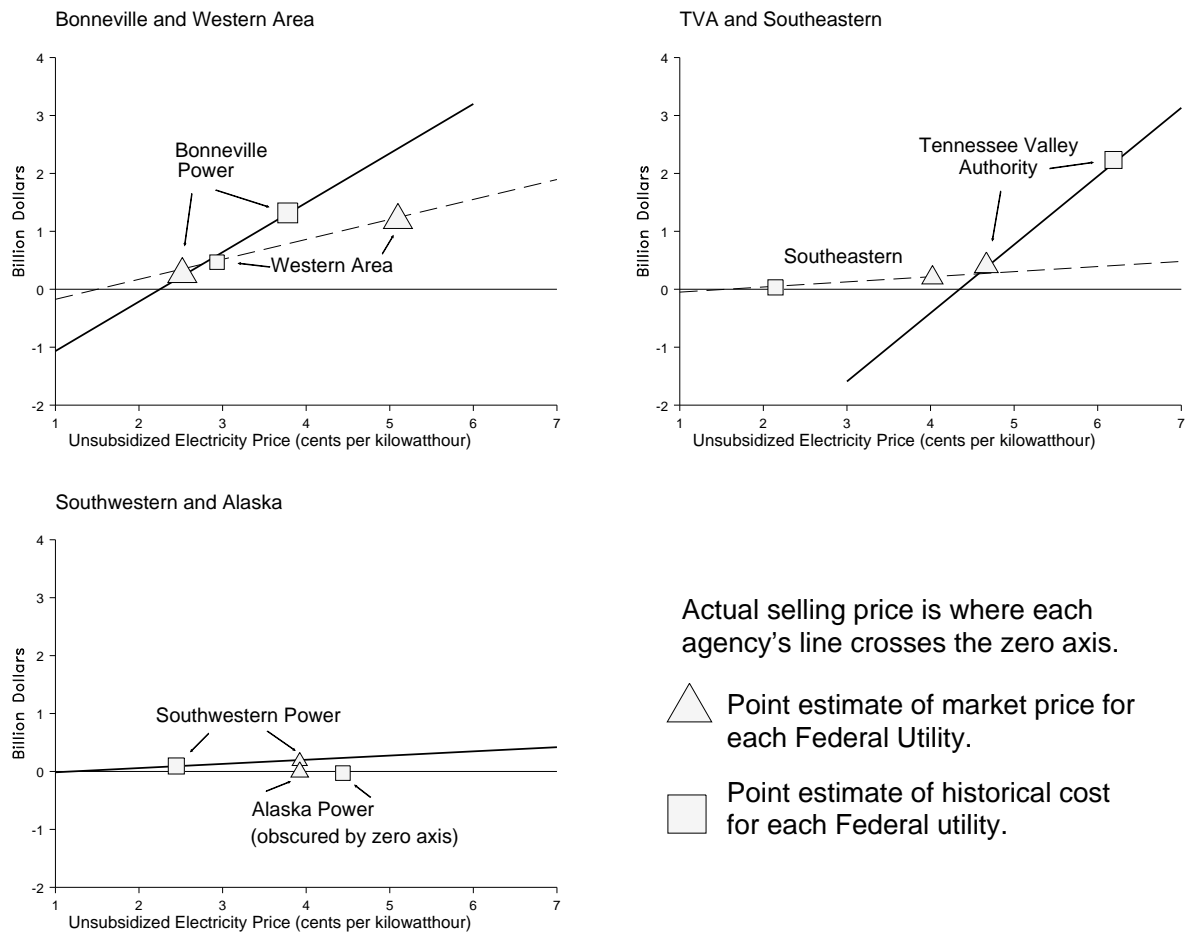 Bonneville and Western Area
4
3
2
1
0
-1
-2
Billion Dollars
Bonneville
Power
Western Area
1 2 3 4 5 6 7
Unsubsidized Electricity Price (cents per kilowatthour)
TVA and Southeastern
4
3
2
1
0
-1
-2
Billion Dollars
Tennessee Valley
Authority
Southeastern
1 2 3 4 5 6 7
Unsubsidized Electricity Price (cents per kilowatthour)
Southwestern and Alaska
4
3
2
1
0
-1
-2
Billion Dollars
Southwestern Power
Alaska Power
(obscured by zero axis)
1 2 3 4 5 6 7
Unsubsidized Electricity Price (cents per kilowatthour)
Actual selling price is where each
agency's line crosses the zero axis.
Point estimate of market price for
each Federal Utility.
Point estimate of historical cost
for each Federal utility.